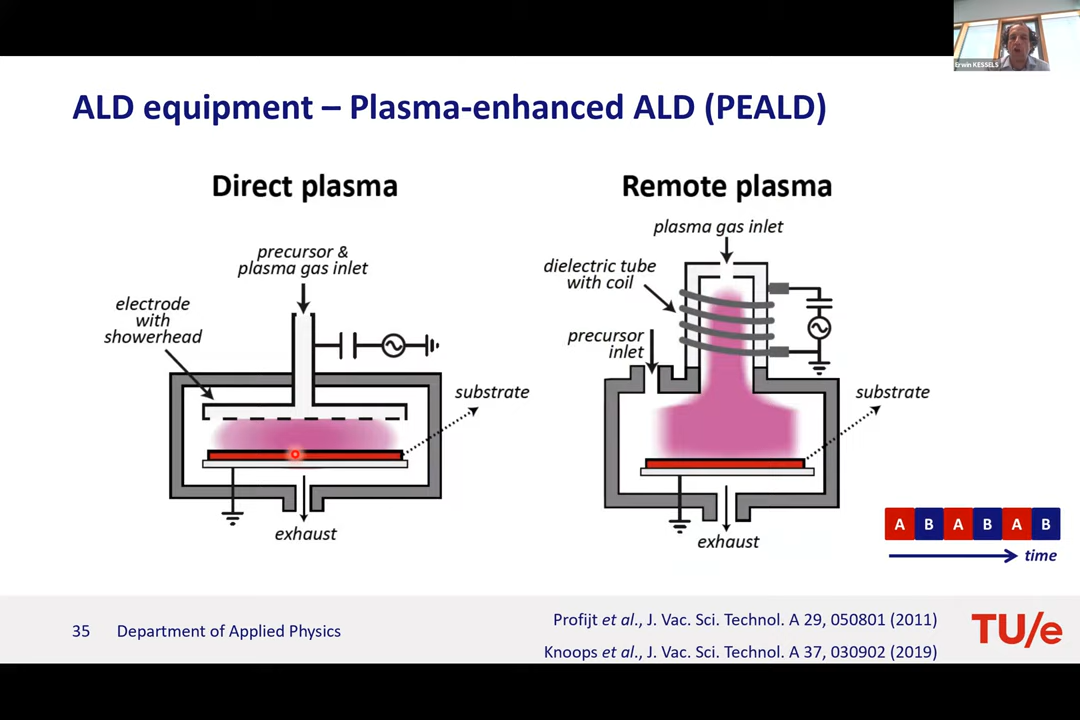 Erwin KESSELS
ALD equipment – Plasma-enhanced ALD (PEALD)
Direct plasma
precursor &
plasma gas inlet
electrode
with
showerhead
substrate
exhaust
Remote plasma
plasma gas inlet
dielectric tube
with coil
precursor
inlet
substrate
exhaust
A B A B A B
time
35 Department of Applied Physics
Profijt et al., J. Vac. Sci. Technol. A 29, 050801 (2011)
Knoops et al., J. Vac. Sci. Technol. A 37, 030902 (2019)
TU/e